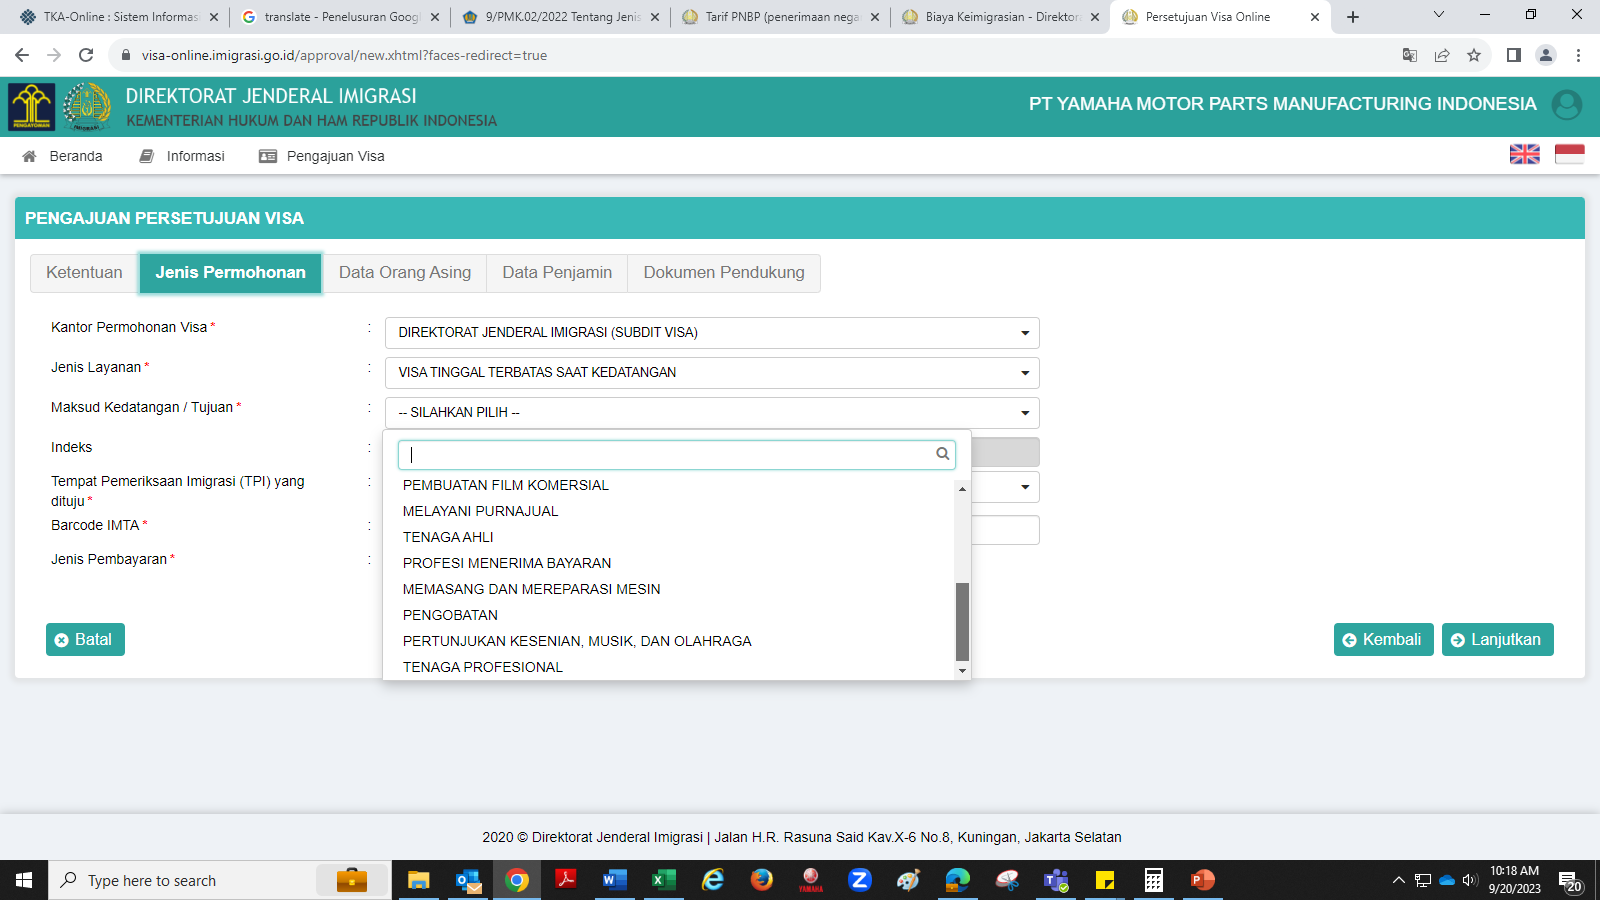 TKA-Online : Sistem Informas
translate - Penelusuran Googl
9/PMK.02/2022 Tentang Jenis
Tarif PNBP (penerimaan nega
Biaya Keimigrasian - Direktora
Persetujuan Visa Online
visa-online.imigrasi.go.id/approval/new.xhtml?faces-redirect=true
DIREKTORAT JENDERAL IMIGRASI
KEMENTERIAN HUKUM DAN HAM REPUBLIK INDONESIA
PT YAMAHA MOTOR PARTS MANUFACTURING INDONESIA
PENGAYOMAN
IMIGRASI
Beranda
Informasi
Pengajuan Visa
PENGAJUAN PERSETUJUAN VISA
Ketentuan
Jenis Permohonan
Data Orang Asing
Data Penjamin
Dokumen Pendukung
Kantor Permohonan Visa * : DIREKTORAT JENDERAL IMIGRASI (SUBDIT VISA)
Jenis Layanan * : VISA TINGGAL TERBATAS SAAT KEDATANGAN
Maksud Kedatangan / Tujuan * : -- SILAHKAN PILIH --
Indeks :
Tempat Pemeriksaan Imigrasi (TPI) yang :
dituju *
Barcode IMTA * :
Jenis Pembayaran * :
PEMBUATAN FILM KOMERSIAL
MELAYANI PURNAJUAL
TENAGA AHLI
PROFESI MENERIMA BAYARAN
MEMASANG DAN MEREPARASI MESIN
PENGOBATAN
PERTUNJUKAN KESENIAN, MUSIK, DAN OLAHRAGA
TENAGA PROFESIONAL
Batal
Kembali
Lanjutkan
2020 © Direktorat Jenderal Imigrasi | Jalan H.R. Rasuna Said Kav.X-6 No.8, Kuningan, Jakarta Selatan
Type here to search
YAMAHA
10:18 AM
9/20/2023
20